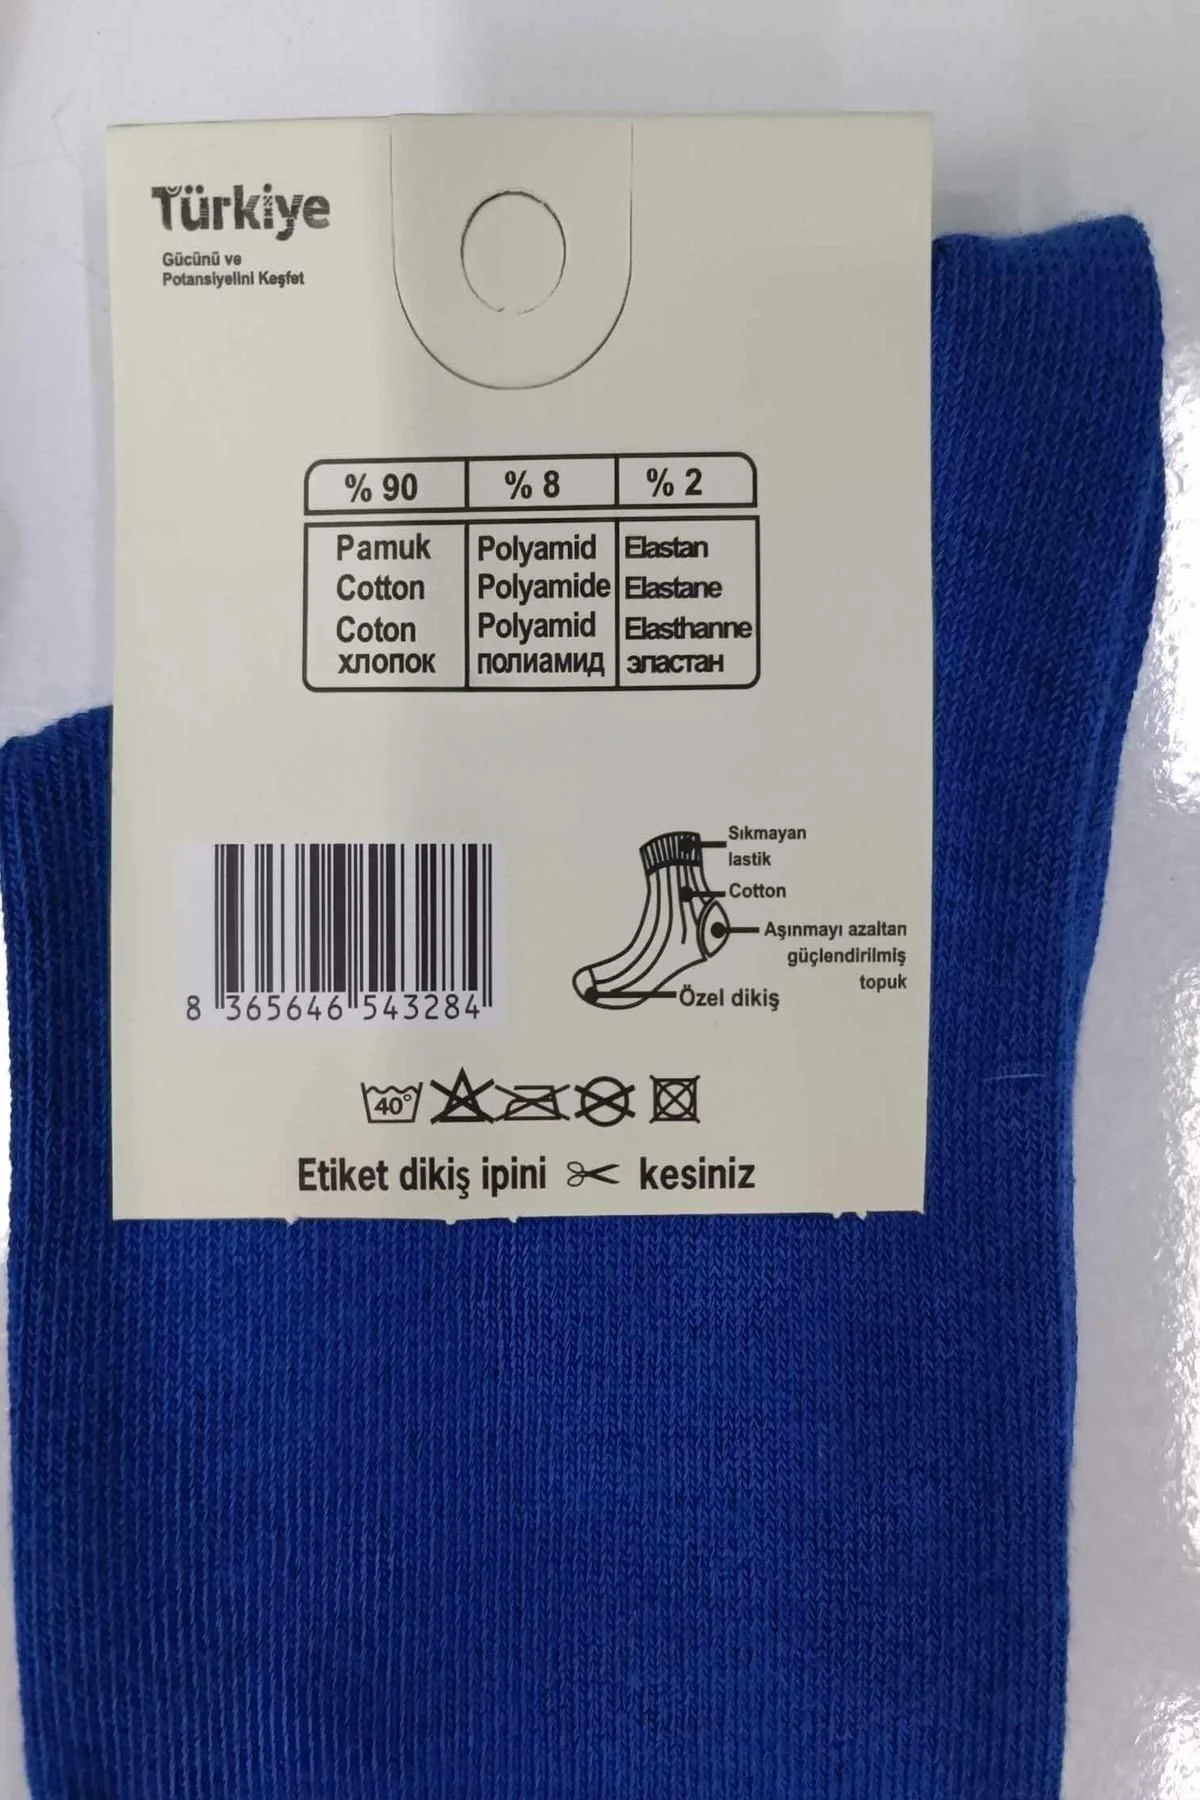 Türkiye
Gücünü ve
Potansiyelini Keşfet
% 90 % 8 % 2
Pamuk Polyamid Elastan
Cotton Polyamide Elastane
Coton Polyamid Elasthanne
хлопок полиамид эластан
Sıkmayan
lastik
Cotton
Aşınmayı azaltan
güçlendirilmiş
topuk
Özel dikiş
8 365646 543284
40°
Etiket dikiş ipini kesiniz